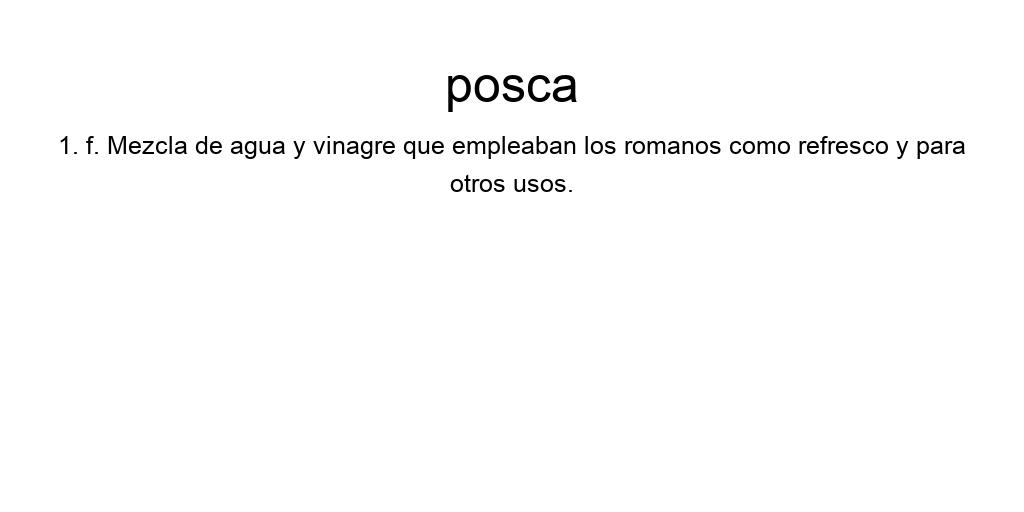 posca
1. f. Mezcla de agua y vinagre que empleaban los romanos como refresco y para
otros usos.